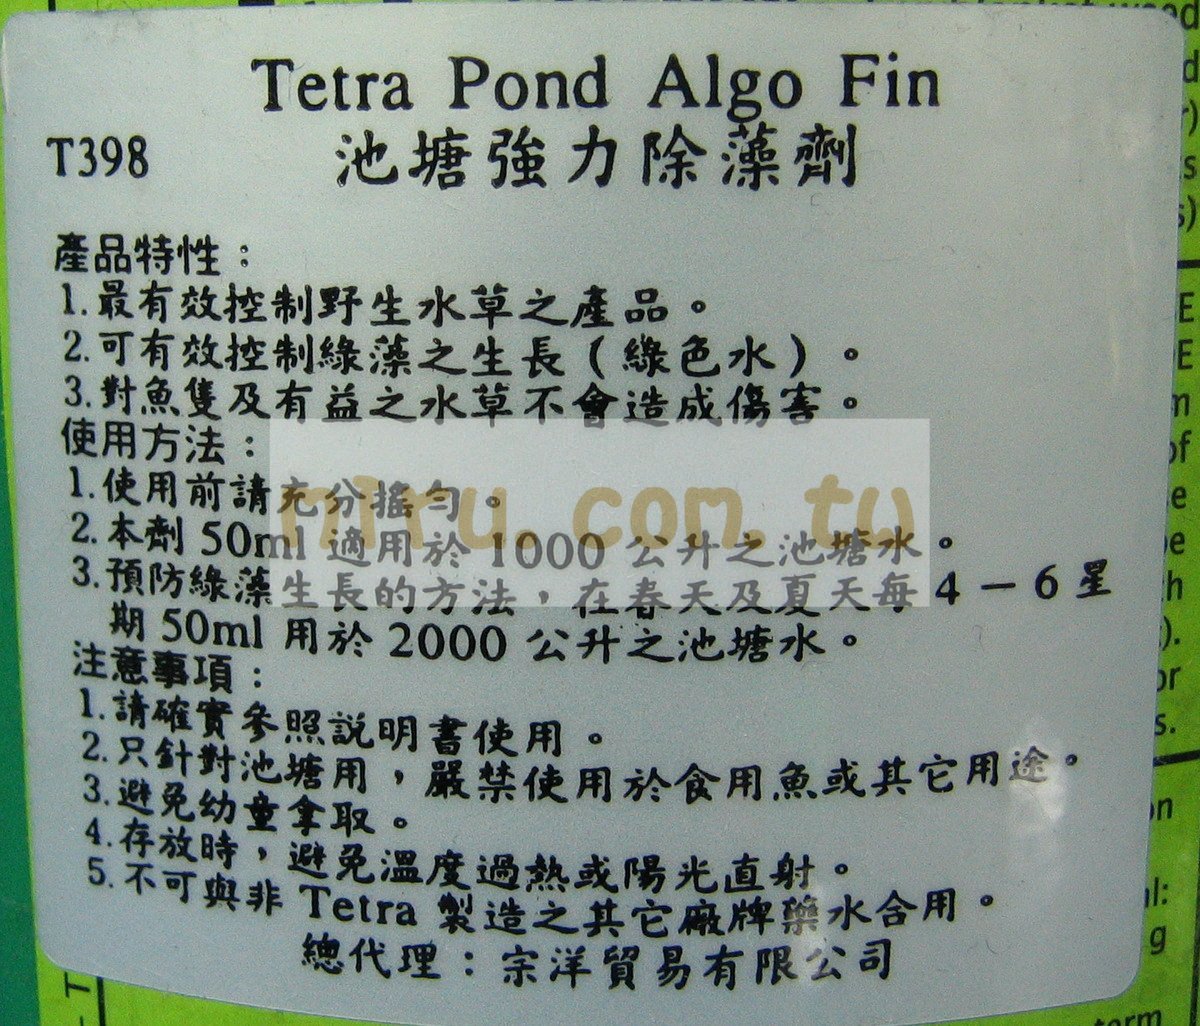 Tetra Pond Algo Fin
T398
池塘強力除藻劑
產品特性：
1.最有效控制野生水草之產品。
2.可有效控制綠藻之生長（綠色水）。
3.對魚隻及有益之水草不會造成傷害。
使用方法：
1.使用前請充分搖勻。
miru.com.tw
2.本劑 50ml 適用於 1000 公升之池塘水。
3.預防綠藻生長的方法，在春天及夏天每 4－6 星
期 50ml 用於 2000 公升之池塘水。
注意事項：
1.請確實參照說明書使用。
2.只針對池塘用，嚴禁使用於食用魚或其它用途。
3.避免幼童拿取。
4.存放時，避免溫度過熱或陽光直射。
5.不可與非 Tetra 製造之其它廠牌藥水合用。
總代理：宗洋貿易有限公司